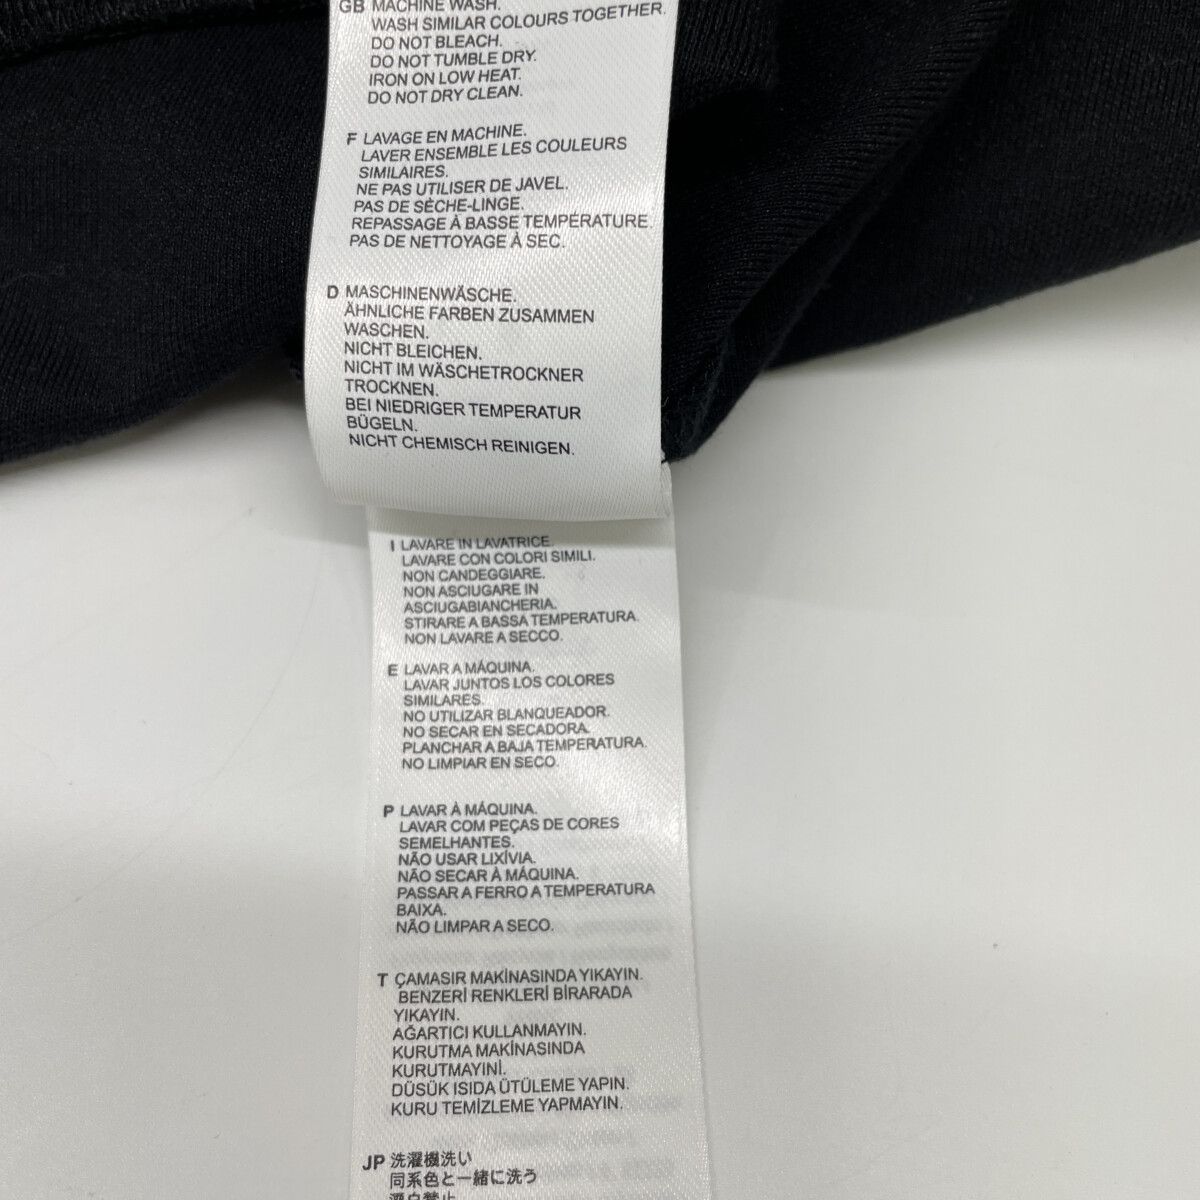 GB MACHINE WASH.
WASH SIMILAR COLOURS TOGETHER.
DO NOT BLEACH.
DO NOT TUMBLE DRY.
IRON ON LOW HEAT.
DO NOT DRY CLEAN.
F LAVAGE EN MACHINE.
LAVER ENSEMBLE LES COULEURS
SIMILAIRES.
NE PAS UTILISER DE JAVEL.
PAS DE SÈCHE-LINGE.
REPASSAGE À BASSE TEMPÉRATURE.
PAS DE NETTOYAGE À SEC.
D MASCHINENWÄSCHE.
ÄHNLICHE FARBEN ZUSAMMEN
WASCHEN.
NICHT BLEICHEN.
NICHT IM WÄSCHETROCKNER
TROCKNEN.
BEI NIEDRIGER TEMPERATUR
BÜGELN.
NICHT CHEMISCH REINIGEN.
I LAVARE IN LAVATRICE.
LAVARE CON COLORI SIMILI.
NON CANDEGGIARE.
NON ASCIUGARE IN
ASCIUGABIANCHERIA.
STIRARE A BASSA TEMPERATURA.
NON LAVARE A SECCO.
E LAVAR A MÁQUINA.
LAVAR JUNTOS LOS COLORES
SIMILARES.
NO UTILIZAR BLANQUEADOR.
NO SECAR EN SECADORA.
PLANCHAR A BAJA TEMPERATURA.
NO LIMPIAR EN SECO.
P LAVAR À MÁQUINA.
LAVAR COM PEÇAS DE CORES
SEMELHANTES.
NÃO USAR LIXÍVIA.
NÃO SECAR À MÁQUINA.
PASSAR A FERRO A TEMPERATURA
BAIXA.
NÃO LIMPAR A SECO.
T ÇAMASIR MAKİNASINDA YIKAYIN.
BENZERİ RENKLERİ BİRARADA
YIKAYIN.
AĞARTICI KULLANMAYIN.
KURUTMA MAKİNASINDA
KURUTMAYINİ.
DÜSÜK ISIDA ÜTÜLEME YAPIN.
KURU TEMİZLEME YAPMAYIN.
JP 洗濯機洗い
同系色と一緒に洗う
漂白禁止